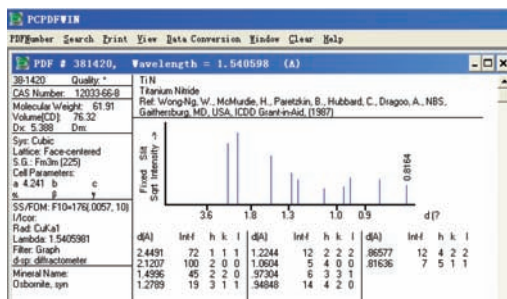 PCPDFWIN
PDFNumber Search Print View Data Conversion Window Clear Help
PDF # 381420, Wavelength = 1.540598 (A)
38-1420 Quality: *
CAS Number: 12033-66-8
Molecular Weight: 61.91
Volume[CD]: 76.32
Dx: 5.388 Dm:
Sys: Cubic
Lattice: Face-centered
S.G.: Fm3m (225)
Cell Parameters:
a 4.241 b c
α β γ
SS/FOM: F10=176(.0057, 10)
I/Icor:
Rad: CuKa1
Lambda: 1.5405981
Filter: Graph
d-sp: diffractometer
Mineral Name:
Osbornite, syn
TiN
Titanium Nitride
Ref: Wong-Ng, W., McMurdie, H., Paretzkin, B., Hubbard, C., Dragoo, A., NBS,
Gaithersburg, MD, USA, ICDD Grant-in-Aid, (1987)
Fixed Slit
Sqrt Intensity ->
0.8164
3.6 1.8 1.3 1.0 0.9 d (?
d(A) Int-f h k l d(A) Int-f h k l d(A) Int-f h k l
2.4491 72 1 1 1 1.2244 12 2 2 2 .86577 12 4 2 2
2.1207 100 2 0 0 1.0604 5 4 0 0 .81636 7 5 1 1
1.4996 45 2 2 0 .97304 6 3 3 1
1.2789 19 3 1 1 .94848 14 4 2 0